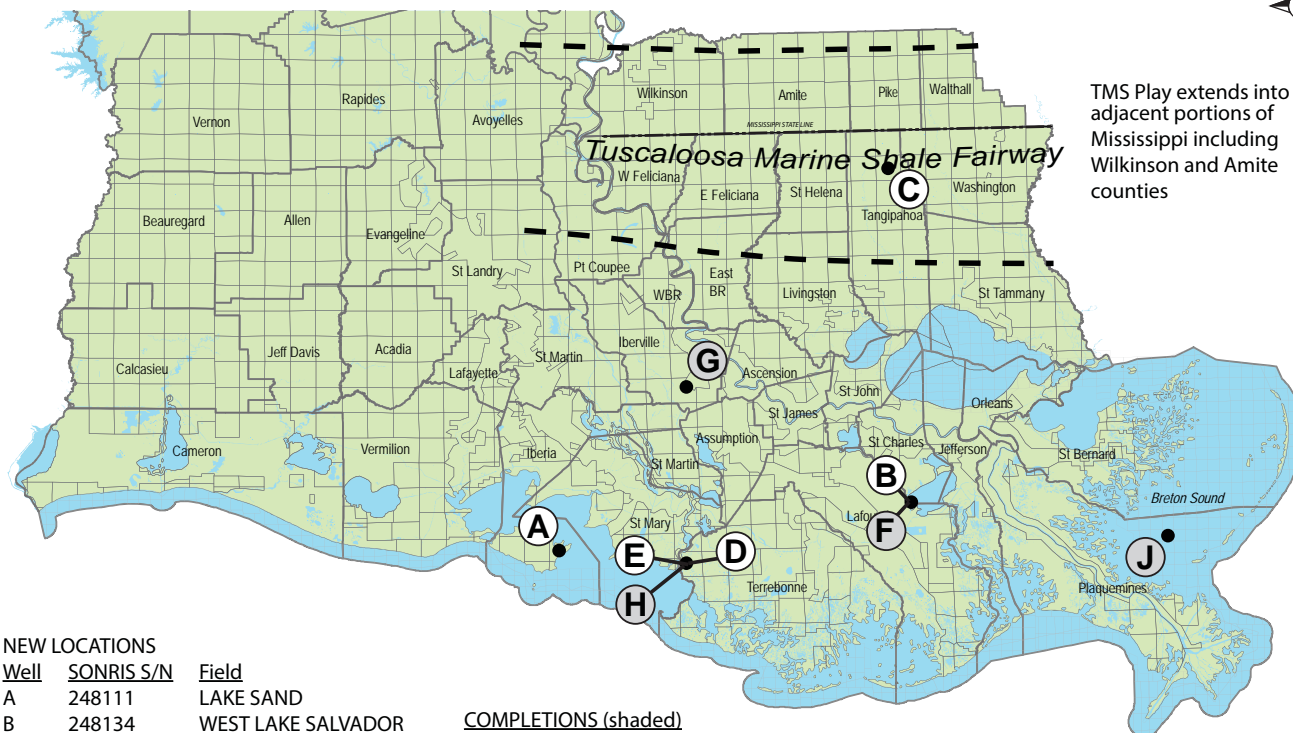 Wilkinson
Amite
Pike
Walthall
TMS Play extends into
adjacent portions of
Mississippi including
Wilkinson and Amite
counties
Vernon
Rapides
Avoyelles
MISSISSIPPI STATE LINE
Tuscaloosa Marine Shale Fairway
W Feliciana
E Feliciana
St Helena
C
Washington
Tangipahoa
Beauregard
Allen
Evangeline
St Landry
Pt Coupee
WBR
East
BR
Livingston
St Tammany
Calcasieu
Jeff Davis
Acadia
Lafayette
St Martin
Iberville
G
Ascension
St John
St James
Orleans
Cameron
Vermilion
Iberia
St Martin
Assumption
St Charles
Jefferson
St Bernard
B
Breton Sound
A
St Mary
Lafou
F
E
D
J
H
Terrebonne
Plaquemines
NEW LOCATIONS
Well SONRIS S/N Field
A 248111 LAKE SAND
B 248134 WEST LAKE SALVADOR
COMPLETIONS (shaded)